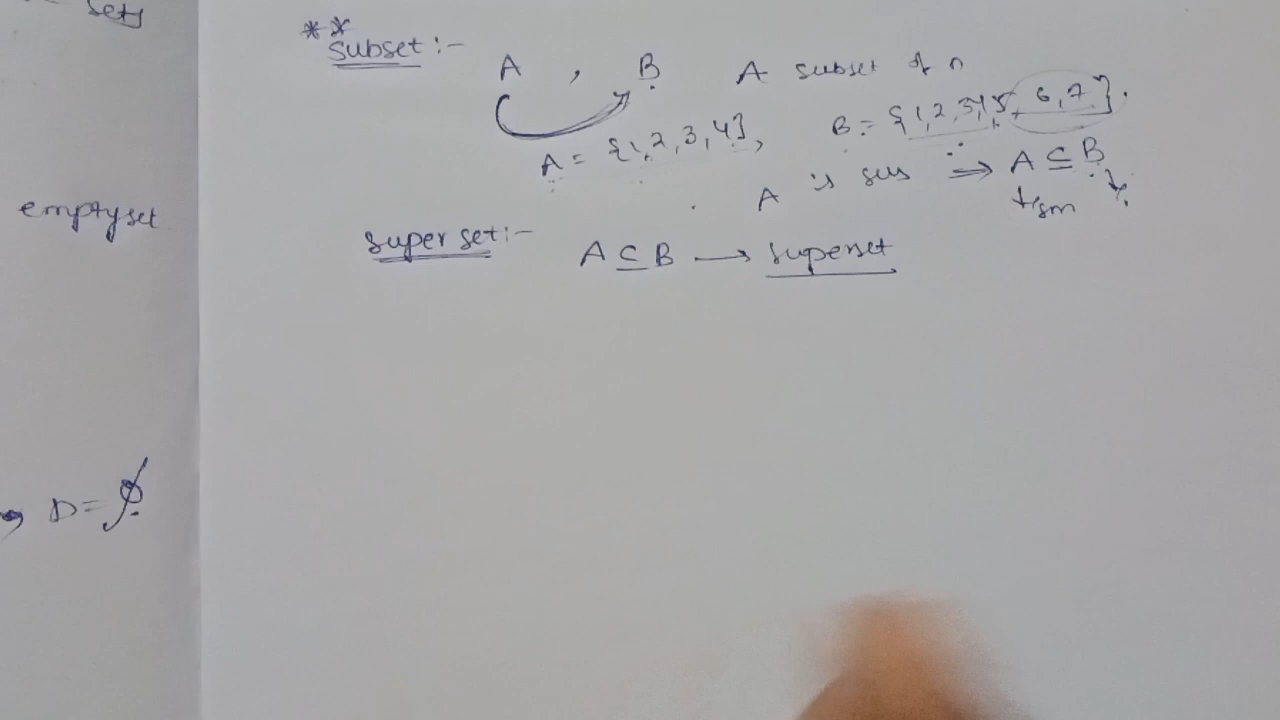 sets
emptyset
D = ∅
** subset :-
A , B A subset of n
A = {1,2,3,4}, B = {1,2,3,4,5, 6,7}.
A is sus ⇒ A ⊆ B
super set :- A ⊆ B → superset